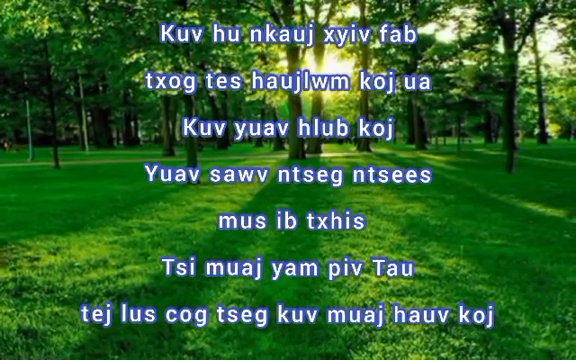 Kuv hu nkauj xyiv fab
txog tes haujlwm koj ua
Kuv yuav hlub koj
Yuav sawv ntseg ntsees
mus ib txhis
Tsi muaj yam piv Tau
tej lus cog tseg kuv muaj hauv koj